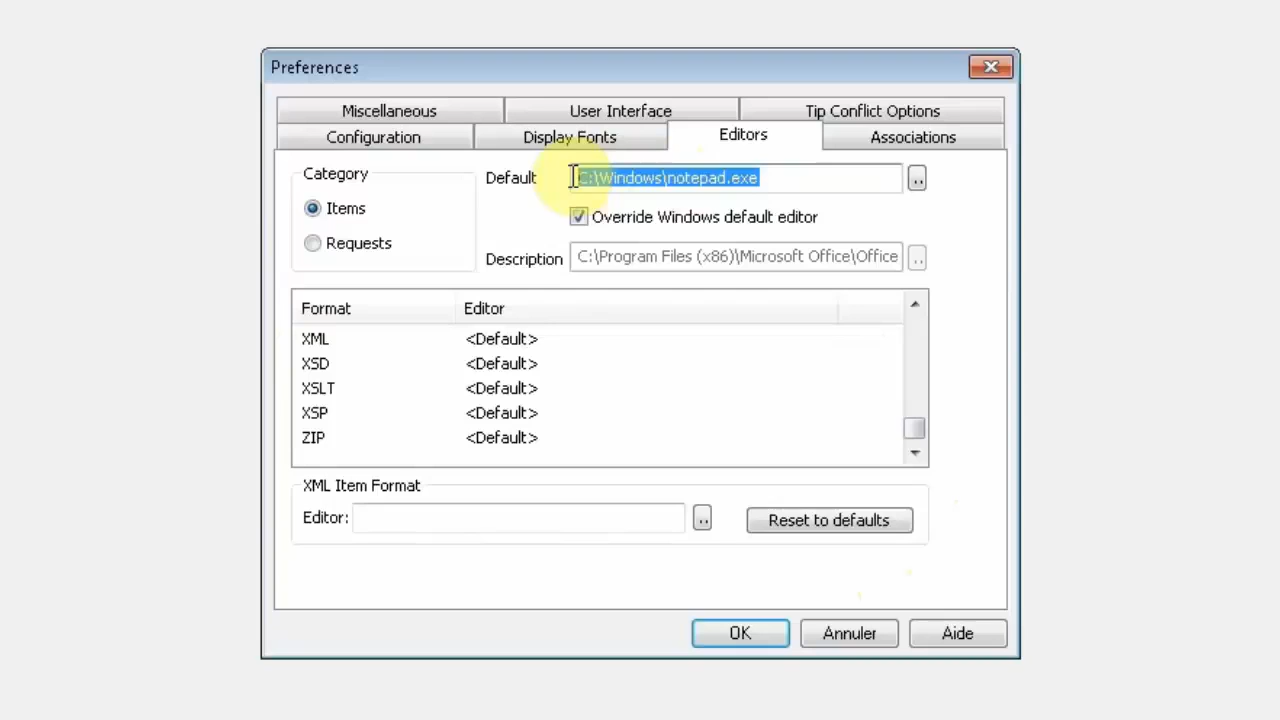 Preferences
Miscellaneous User Interface Tip Conflict Options
Configuration Display Fonts Editors Associations
Category
Items
Requests
Default C:\Windows\notepad.exe ..
Override Windows default editor
Description C:\Program Files (x86)\Microsoft Office\Office ..
Format Editor
XML <Default>
XSD <Default>
XSLT <Default>
XSP <Default>
ZIP <Default>
XML Item Format
Editor: .. Reset to defaults
OK Annuler Aide